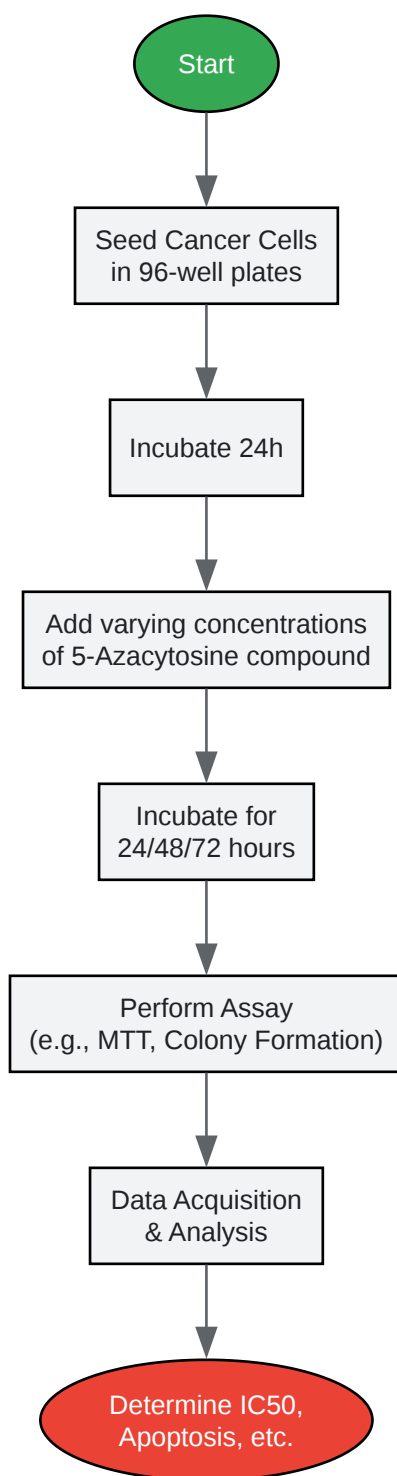 Start
Seed Cancer Cells
in 96-well plates
Incubate 24h
Add varying concentrations
of 5-Azacytosine compound
Incubate for
24/48/72 hours
Perform Assay
(e.g., MTT, Colony Formation)
Data Acquisition
& Analysis
Determine IC50,
Apoptosis, etc.